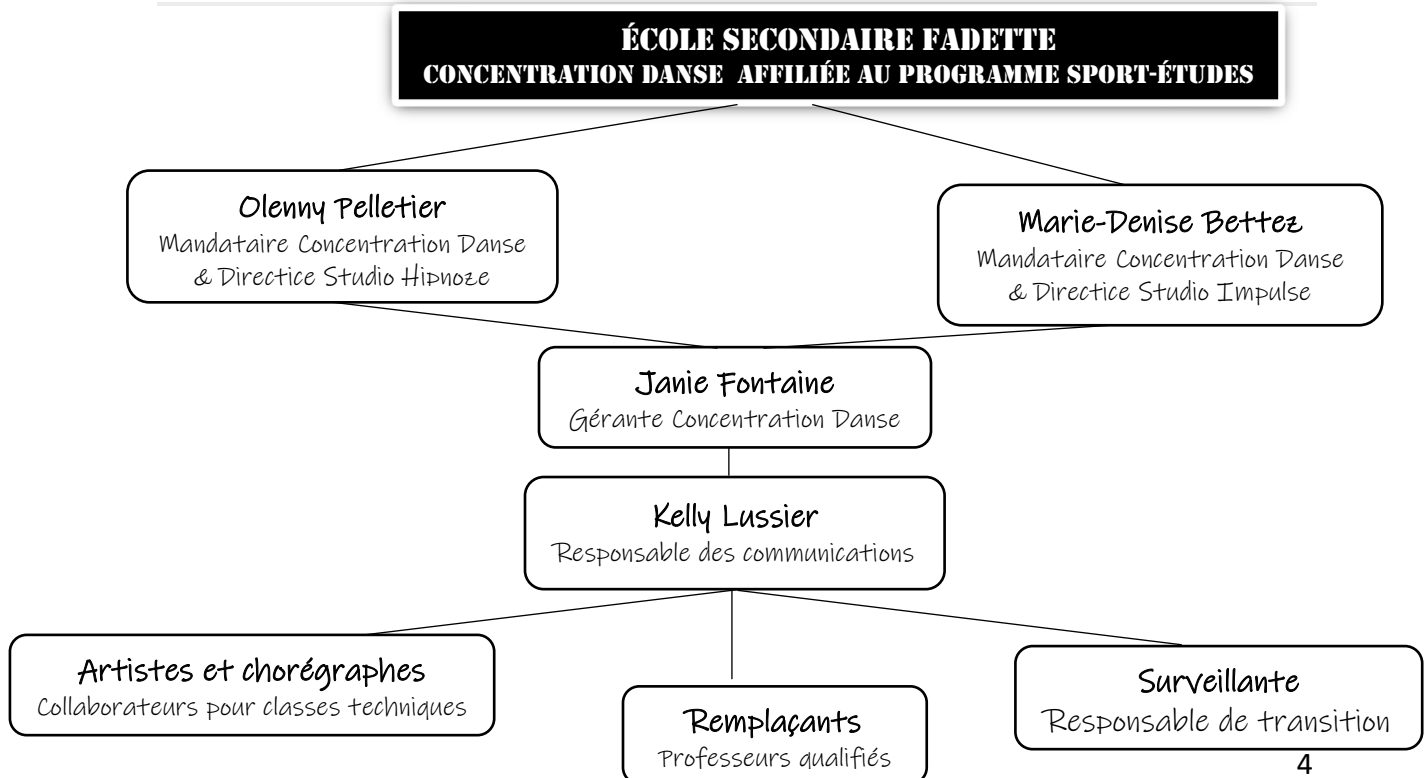 ÉCOLE SECONDAIRE FADETTE
CONCENTRATION DANSE AFFILIÉE AU PROGRAMME SPORT-ÉTUDES
Olenny Pelletier
Mandataire Concentration Danse
& Directice Studio Hipnoze
Marie-Denise Bettez
Mandataire Concentration Danse
& Directice Studio Impulse
Janie Fontaine
Gérante Concentration Danse
Kelly Lussier
Responsable des communications
Artistes et chorégraphes
Collaborateurs pour classes techniques
Remplaçants
Professeurs qualifiés
Surveillante
Responsable de transition
4